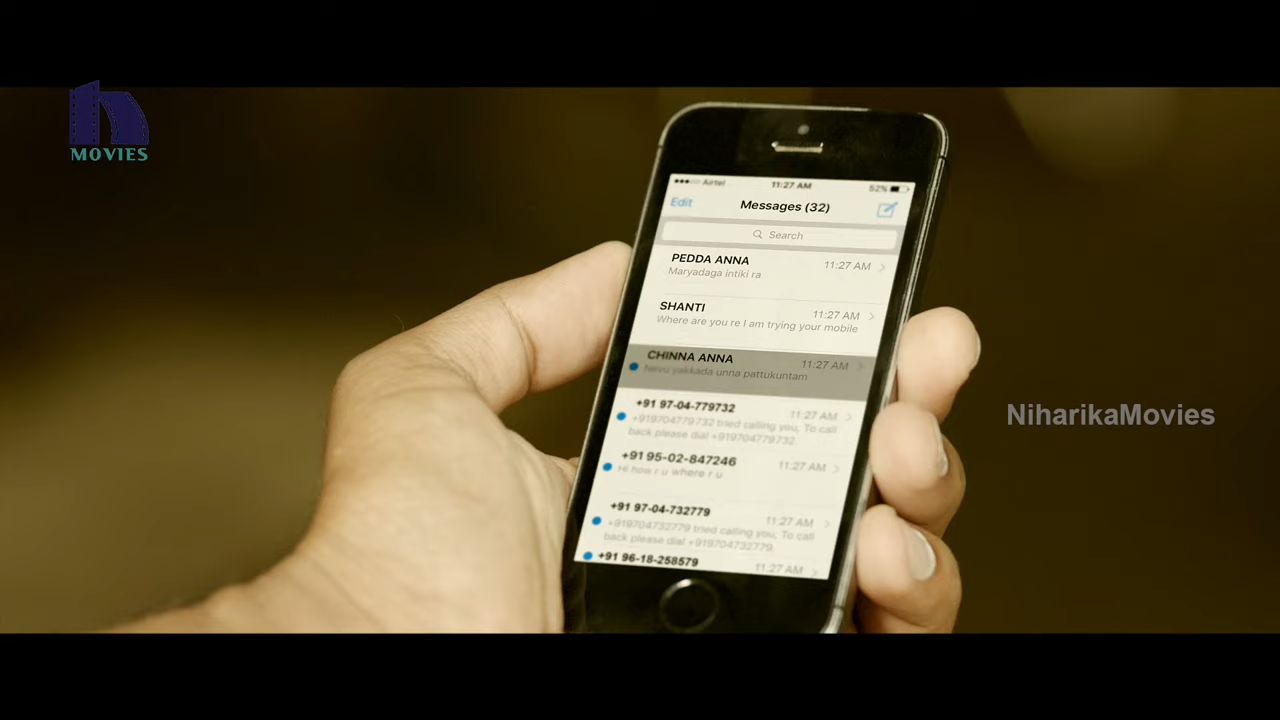 MOVIES
Airtel 11:27 AM 52%
Edit Messages (32)
Search
PEDDA ANNA 11:27 AM
Maryadaga intiki ra
SHANTI 11:27 AM
Where are you re I am trying your mobile
CHINNA ANNA 11:27 AM
Nevu yakkada unna pattukuntam
+91 97-04-779732 11:27 AM
+919704779732 tried calling you, To call
back please dial +919704779732.
+91 95-02-847246 11:27 AM
Hi how r u where r u
+91 97-04-732779 11:27 AM
+919704732779 tried calling you, To call
back please dial +919704732779.
+91 96-18-258579 11:27 AM
NiharikaMovies